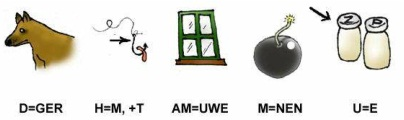 Z P
D=GER H=M, +T AM=UWE M=NEN U=E